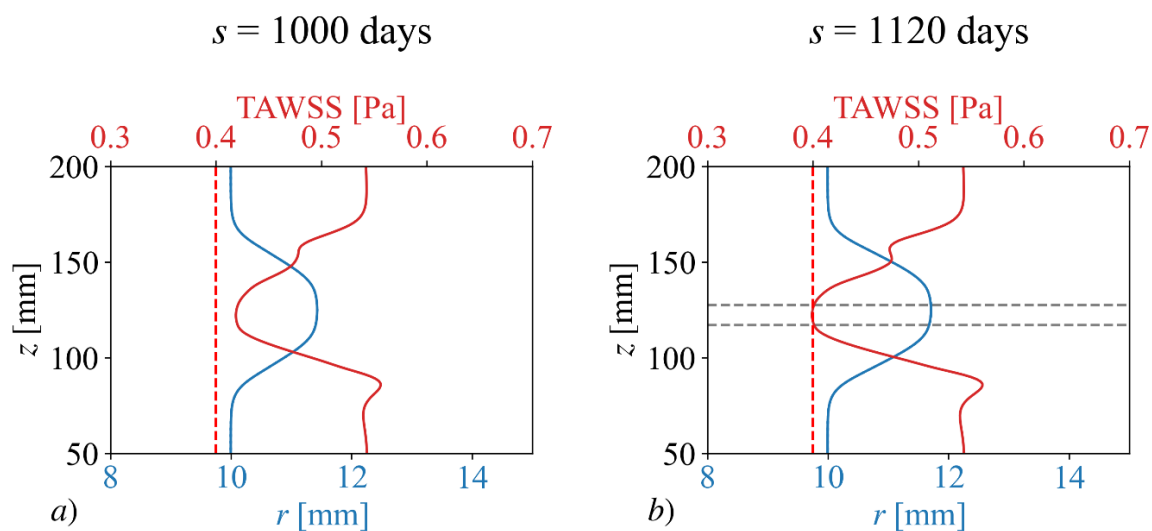 s = 1000 days
s = 1120 days
TAWSS [Pa]
0.3 0.4 0.5 0.6 0.7
200
150
100
50
z [mm]
8 10 12 14
r [mm]
a)
TAWSS [Pa]
0.3 0.4 0.5 0.6 0.7
200
150
100
50
z [mm]
8 10 12 14
r [mm]
b)